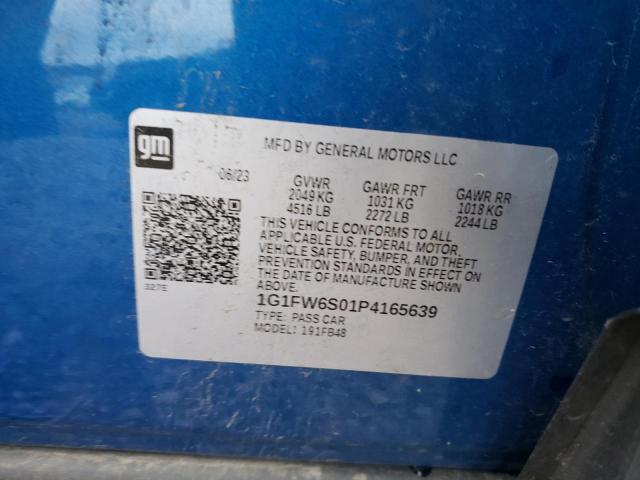 gm
MFD BY GENERAL MOTORS LLC
06/23
GVWR GAWR FRT GAWR RR
2049 KG 1031 KG 1018 KG
4516 LB 2272 LB 2244 LB
THIS VEHICLE CONFORMS TO ALL
APPLICABLE U.S. FEDERAL MOTOR
VEHICLE SAFETY, BUMPER, AND THEFT
PREVENTION STANDARDS IN EFFECT ON
THE DATE OF MANUFACTURE SHOWN
ABOVE.
327E
1G1FW6S01P4165639
TYPE: PASS CAR
MODEL: 191FB48